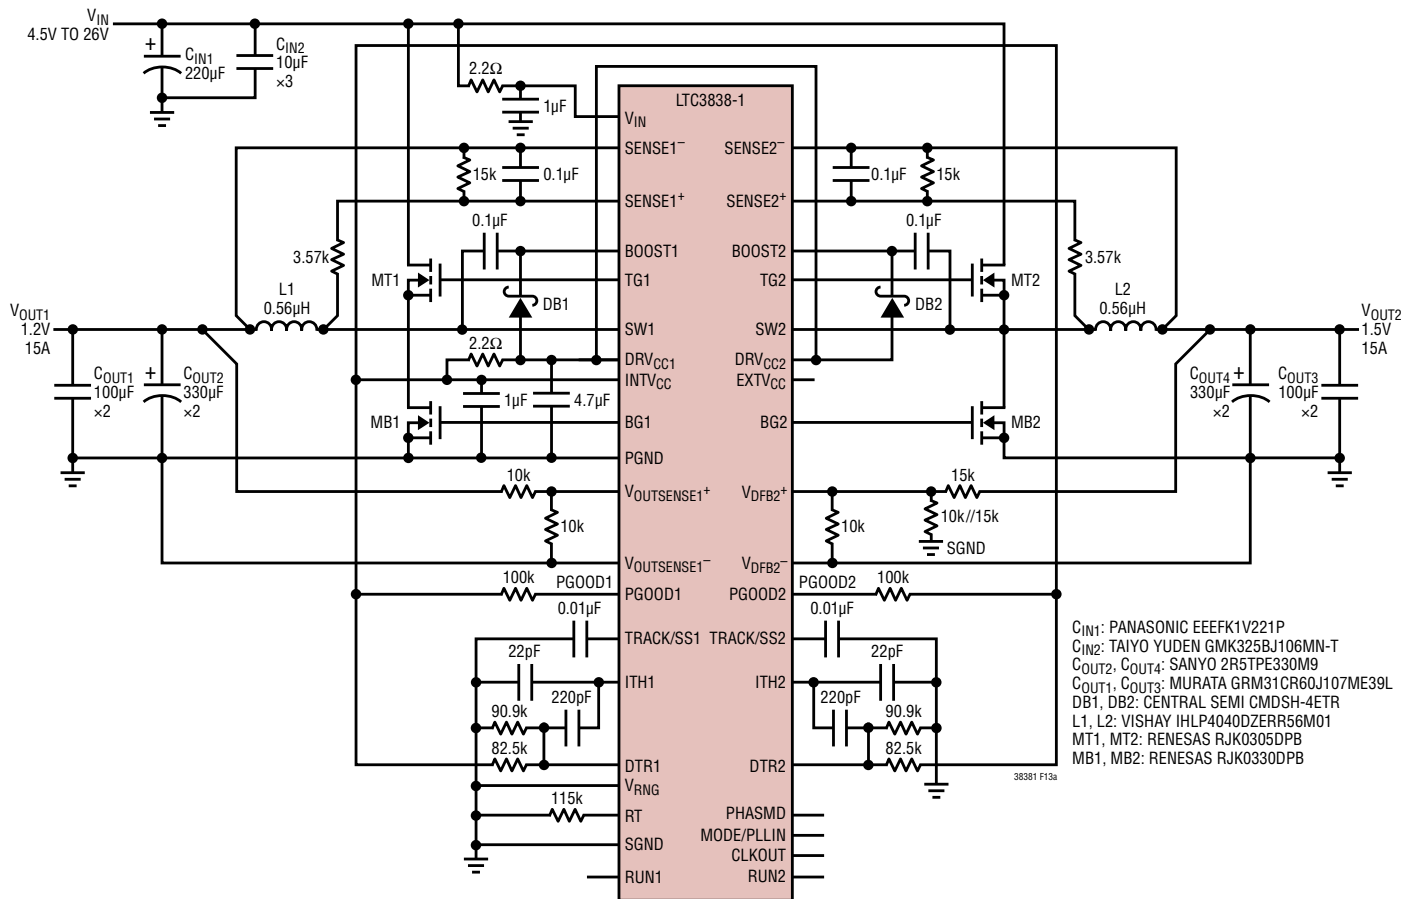 VIN
4.5V TO 26V
CIN1
220µF
CIN2
10µF
×3
2.2Ω
1µF
LTC3838-1
VIN
SENSE1–
SENSE2–
15k
0.1µF
0.1µF
15k
SENSE1+
SENSE2+
3.57k
0.1µF
0.1µF
3.57k
BOOST1
BOOST2
MT1
TG1
TG2
MT2
DB1
DB2
L1
0.56µH
L2
0.56µH
VOUT1
1.2V
15A
SW1
SW2
VOUT2
1.5V
15A
2.2Ω
DRVCC1
DRVCC2
INTVCC
EXTVCC
COUT1
100µF
×2
COUT2
330µF
×2
1µF
4.7µF
COUT4
330µF
×2
COUT3
100µF
×2
MB1
BG1
BG2
MB2
PGND
10k
VOUTSENSE1+
VDFB2+
15k
10k
10k
10k//15k
SGND
VOUTSENSE1–
VDFB2–
100k
PGOOD1
PGOOD1
PGOOD2
PGOOD2
100k
0.01µF
0.01µF
TRACK/SS1
TRACK/SS2
22pF
22pF
ITH1
ITH2
220pF
220pF
90.9k
90.9k
82.5k
82.5k
DTR1
DTR2
VRNG
115k
RT
PHASMD
MODE/PLLIN
SGND
CLKOUT
RUN1
RUN2
CIN1: PANASONIC EEEFK1V221P
CIN2: TAIYO YUDEN GMK325BJ106MN-T
COUT2, COUT4: SANYO 2R5TPE330M9
COUT1, COUT3: MURATA GRM31CR60J107ME39L
DB1, DB2: CENTRAL SEMI CMDSH-4ETR
L1, L2: VISHAY IHLP4040DZERR56M01
MT1, MT2: RENESAS RJK0305DPB
MB1, MB2: RENESAS RJK0330DPB
38381 F13a